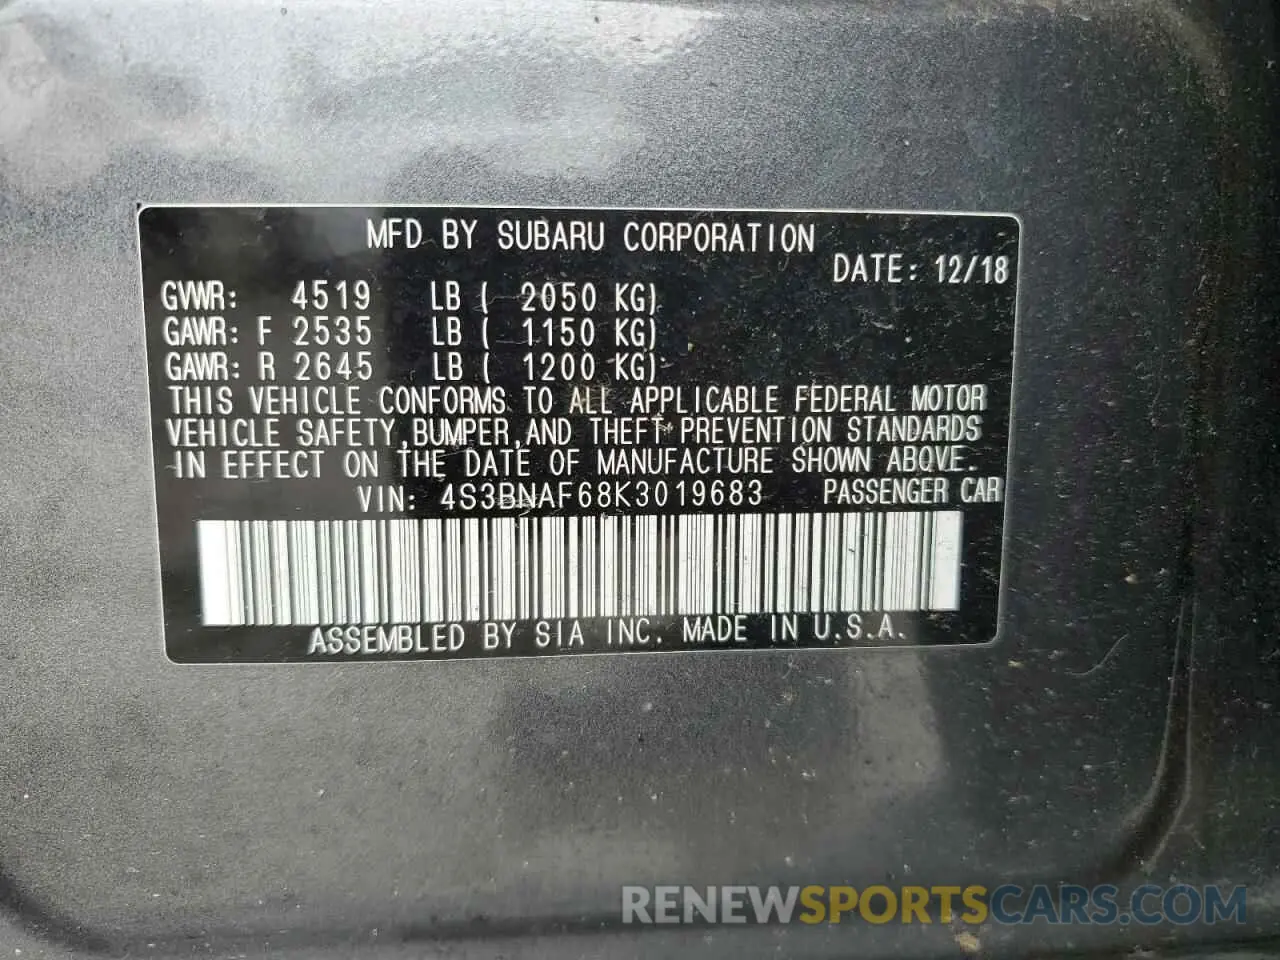 MFD BY SUBARU CORPORATION
DATE: 12/18
GVWR: 4519 LB ( 2050 KG)
GAWR: F 2535 LB ( 1150 KG)
GAWR: R 2645 LB ( 1200 KG)
THIS VEHICLE CONFORMS TO ALL APPLICABLE FEDERAL MOTOR
VEHICLE SAFETY,BUMPER,AND THEFT PREVENTION STANDARDS
IN EFFECT ON THE DATE OF MANUFACTURE SHOWN ABOVE.
VIN: 4S3BNAF68K3019683 PASSENGER CAR
ASSEMBLED BY SIA INC. MADE IN U.S.A.
RENEWSPORTSCARS.COM